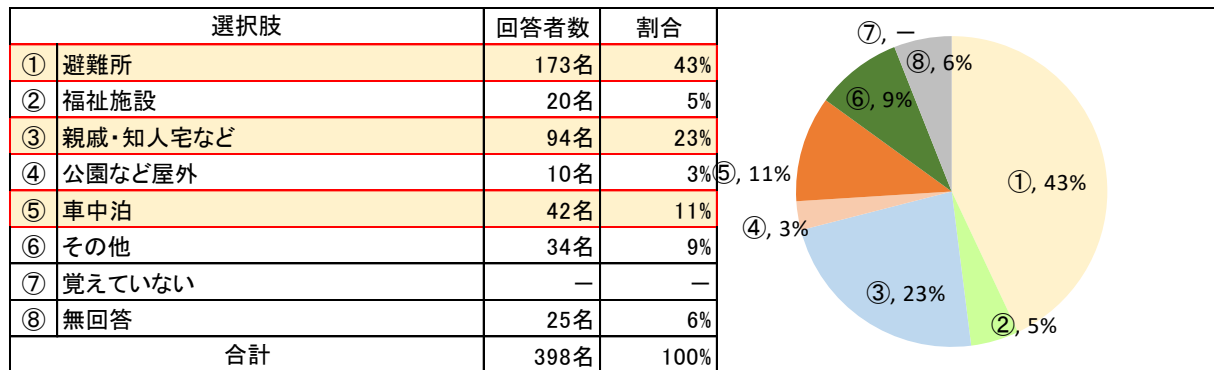 選択肢 回答者数 割合
① 避難所 173名 43%
② 福祉施設 20名 5%
③ 親戚・知人宅など 94名 23%
④ 公園など屋外 10名 3%
⑤ 車中泊 42名 11%
⑥ その他 34名 9%
⑦ 覚えていない － －
⑧ 無回答 25名 6%
合計 398名 100%
⑦, －
⑧, 6%
⑥, 9%
⑤, 11%
①, 43%
④, 3%
③, 23%
②, 5%